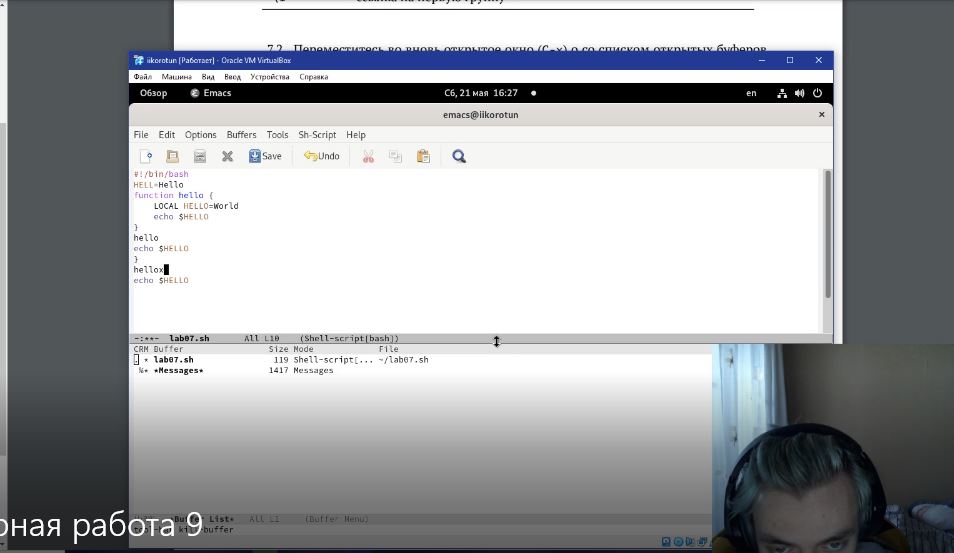 7.2. Переместитесь во вновь открытое окно (C-x) o со списком открытых буферов
iikorotun [Работает] - Oracle VM VirtualBox
Файл Машина Вид Ввод Устройства Справка
Обзор Emacs Сб, 21 мая 16:27 en
emacs@iikorotun
File Edit Options Buffers Tools Sh-Script Help
Save Undo
#!/bin/bash
HELL=Hello
function hello {
LOCAL HELLO=World
echo $HELLO
}
hello
echo $HELLO
}
hellox
echo $HELLO
-:**- lab07.sh All L10 (Shell-script[bash])
CRM Buffer Size Mode File
. * lab07.sh 119 Shell-script[... ~/lab07.sh
%* *Messages* 1417 Messages
*Buffer List* All L1 (Buffer Menu)
kill-buffer
рная работа 9